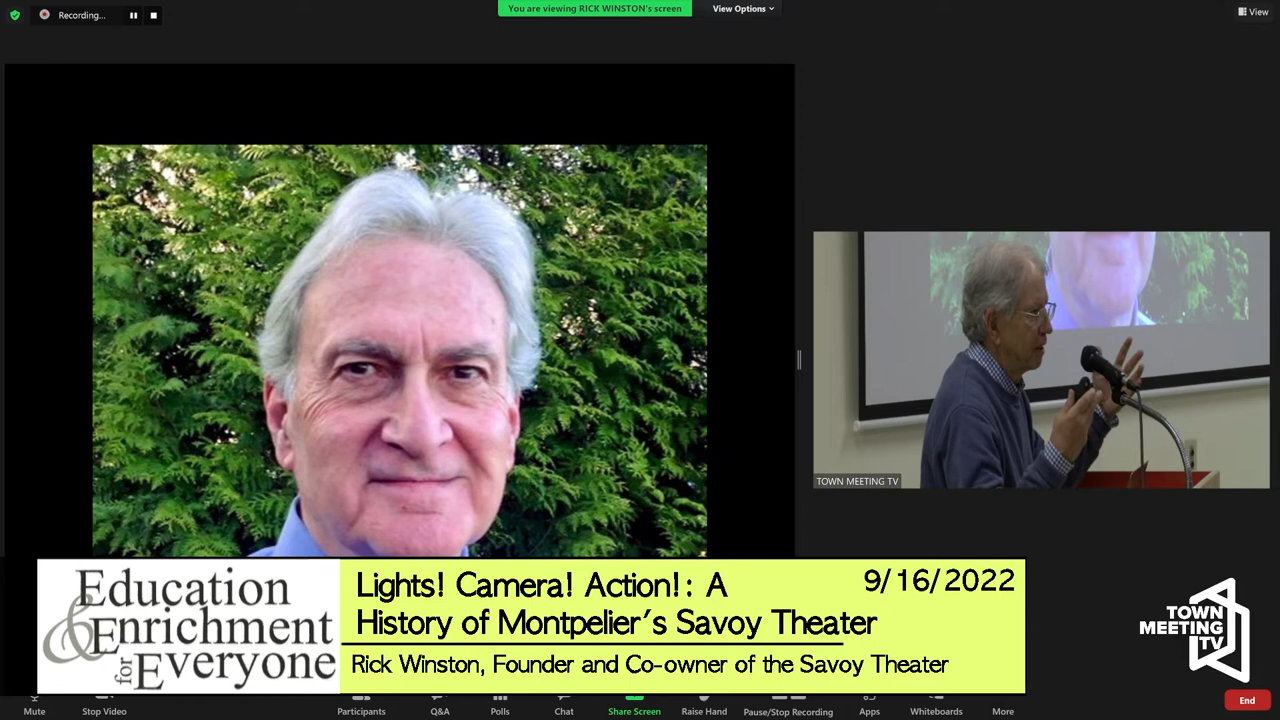 Recording...
You are viewing RICK WINSTON's screen
View Options
View
TOWN MEETING TV
Education
& Enrichment
for Everyone
Lights! Camera! Action!: A
History of Montpelier's Savoy Theater
9/16/2022
Rick Winston, Founder and Co-owner of the Savoy Theater
TOWN
MEETING
TV
Mute
Stop Video
Participants
Q&A
Polls
Chat
Share Screen
Raise Hand
Pause/Stop Recording
Apps
Whiteboards
More
End